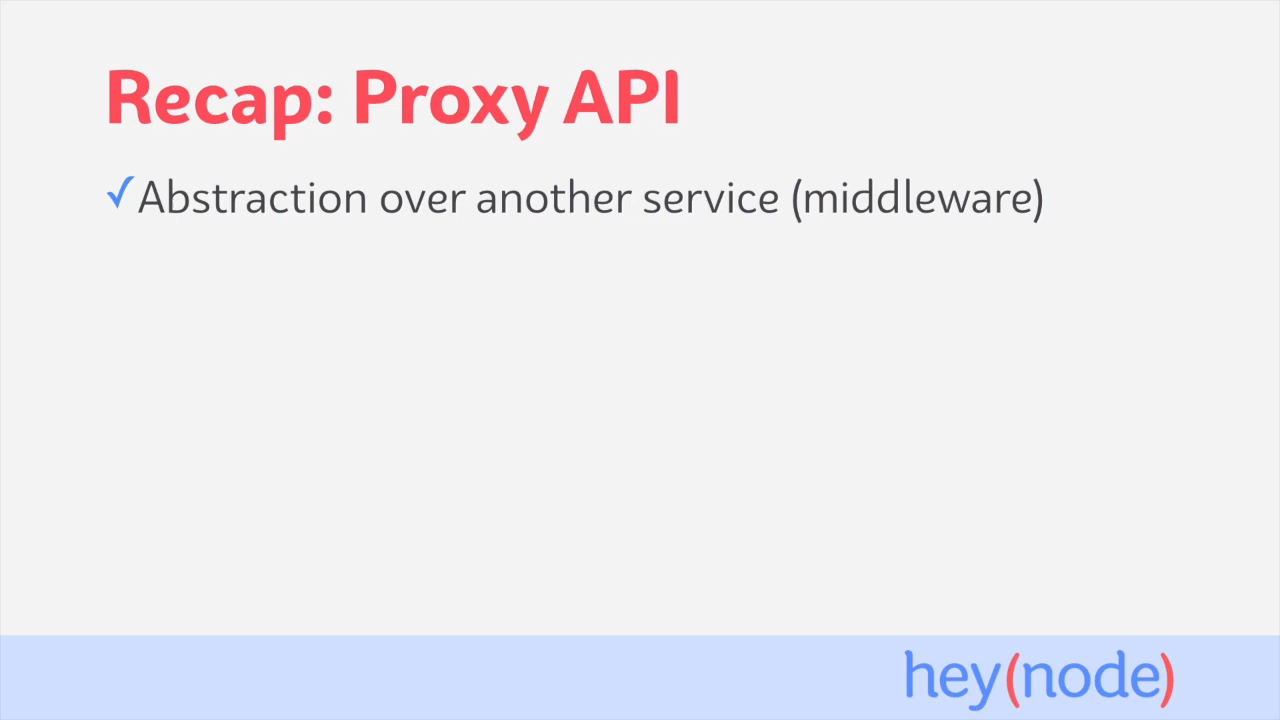 Recap: Proxy API
✓Abstraction over another service (middleware)
hey(node)